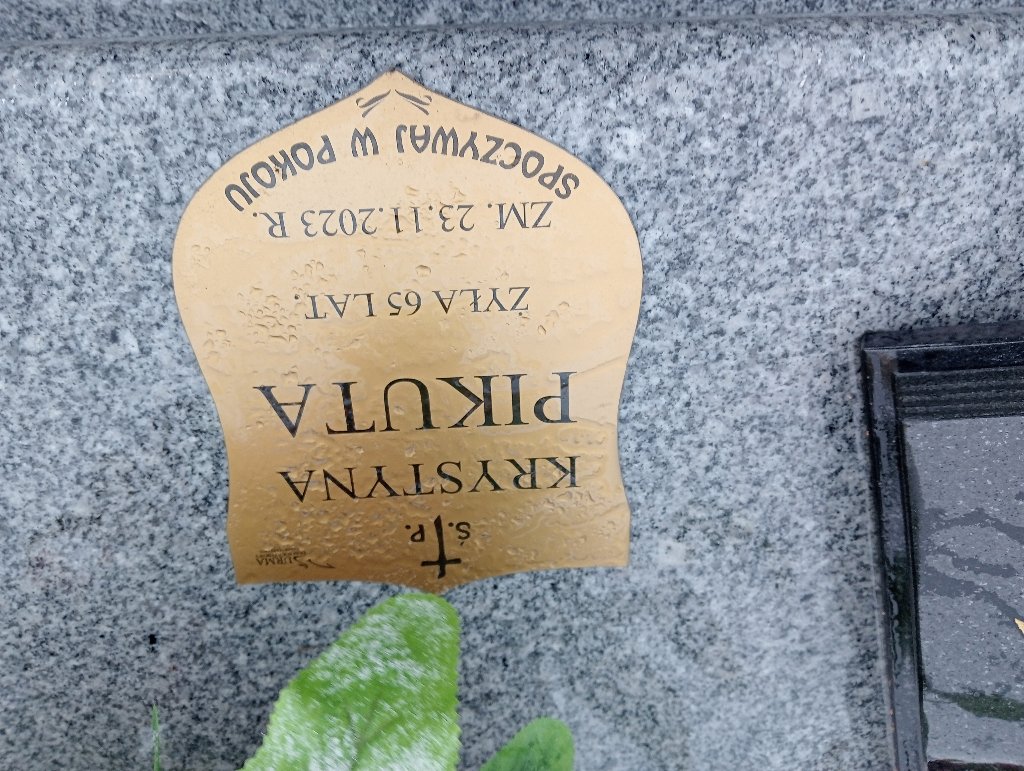 Ś. P.
KRYSTYNA
PIKUTA
ŻYŁA 65 LAT.
ZM. 23.11.2023 R.
SPOCZYWAJ W POKOJU